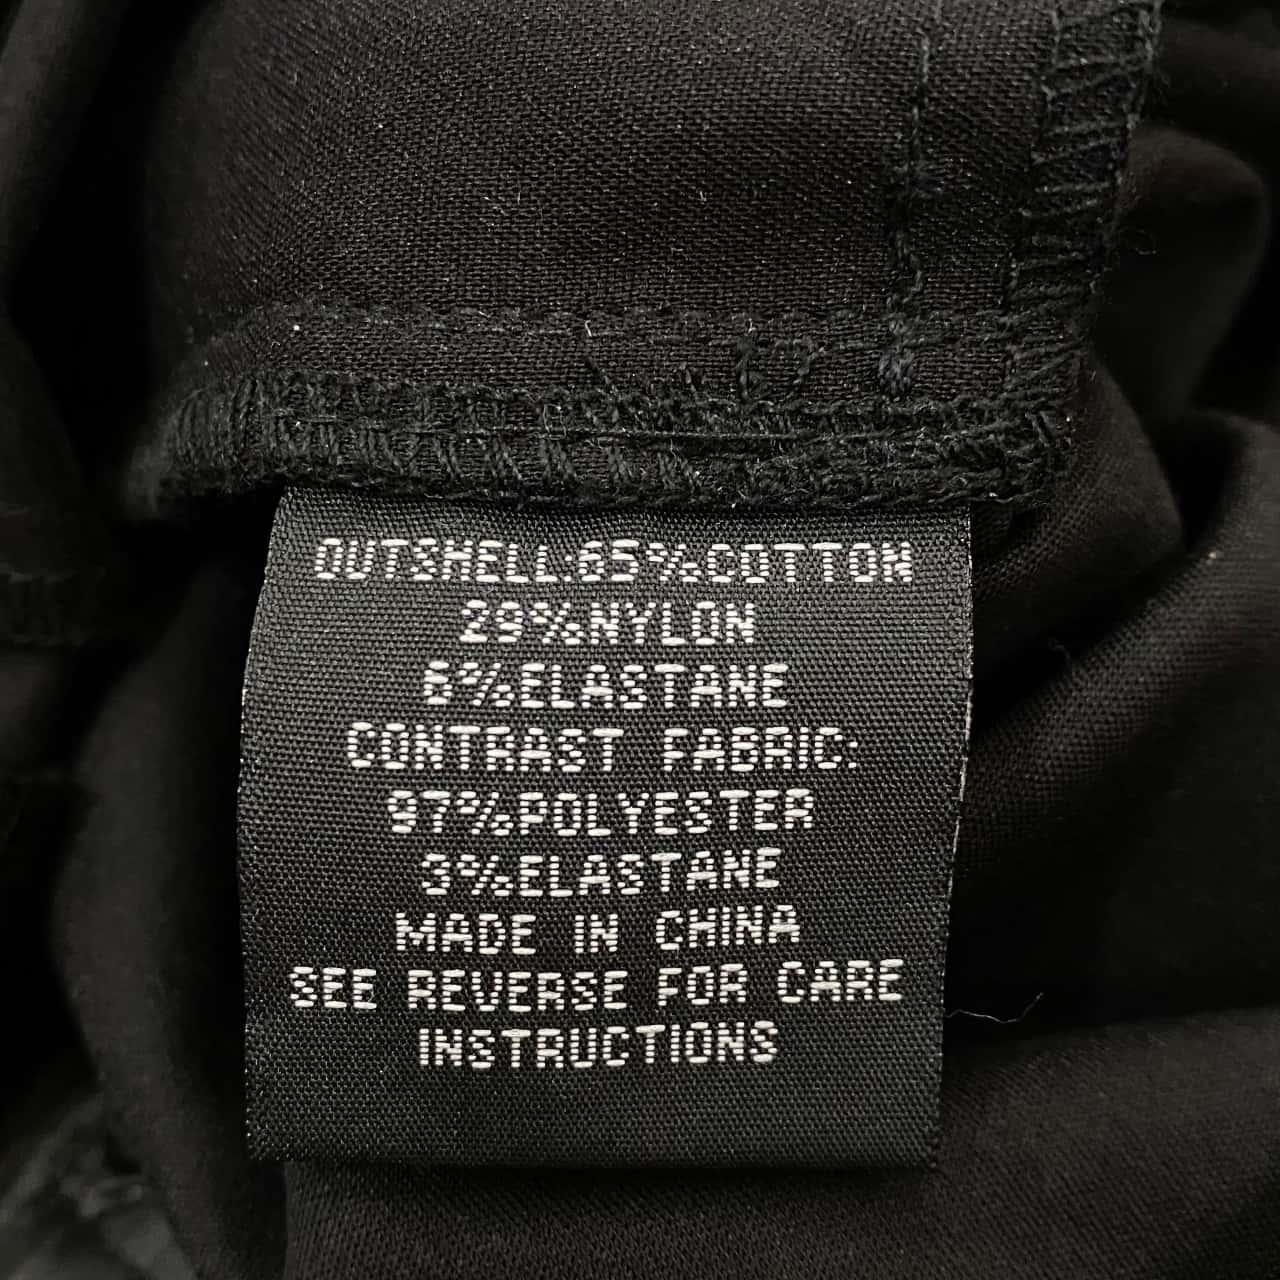 OUTSHELL:65%COTTON
29%NYLON
6%ELASTANE
CONTRAST FABRIC:
97%POLYESTER
3%ELASTANE
MADE IN CHINA
SEE REVERSE FOR CARE
INSTRUCTIONS